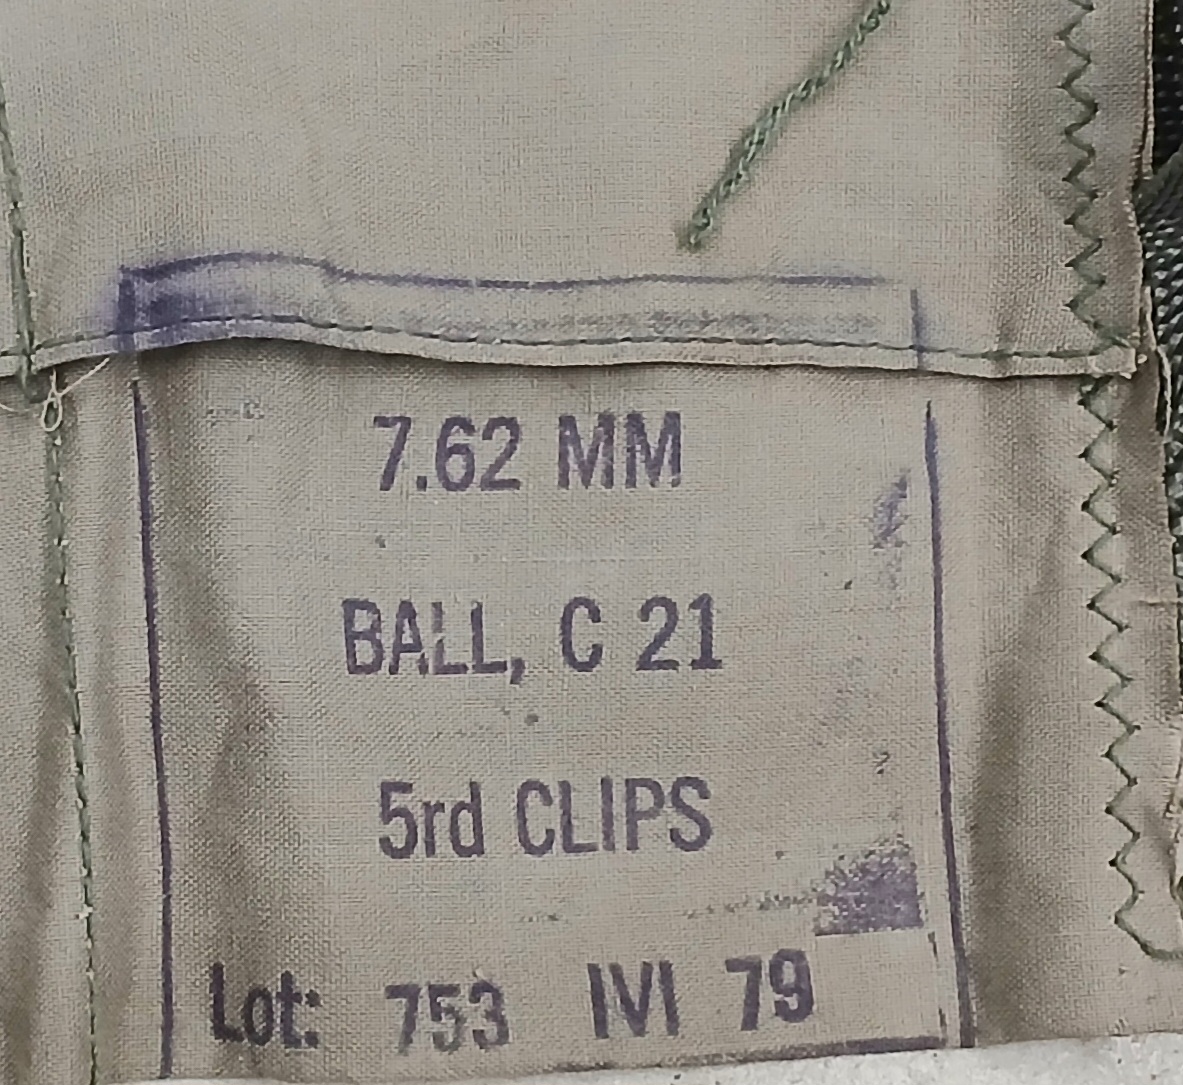 7.62 MM
BALL, C 21
5rd CLIPS
Lot: 753 IVI 79